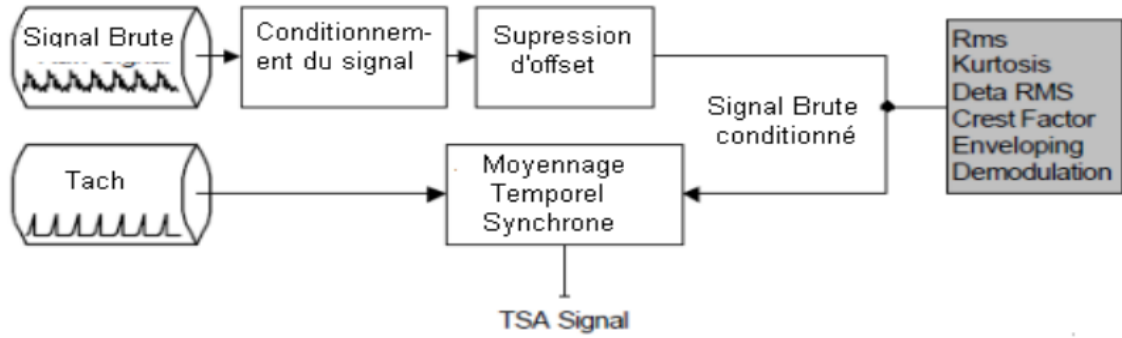 Signal Brute
Conditionnem-
ent du signal
Supression
d'offset
Signal Brute
conditionné
Rms
Kurtosis
Deta RMS
Crest Factor
Enveloping
Demodulation
Tach
Moyennage
Temporel
Synchrone
TSA Signal